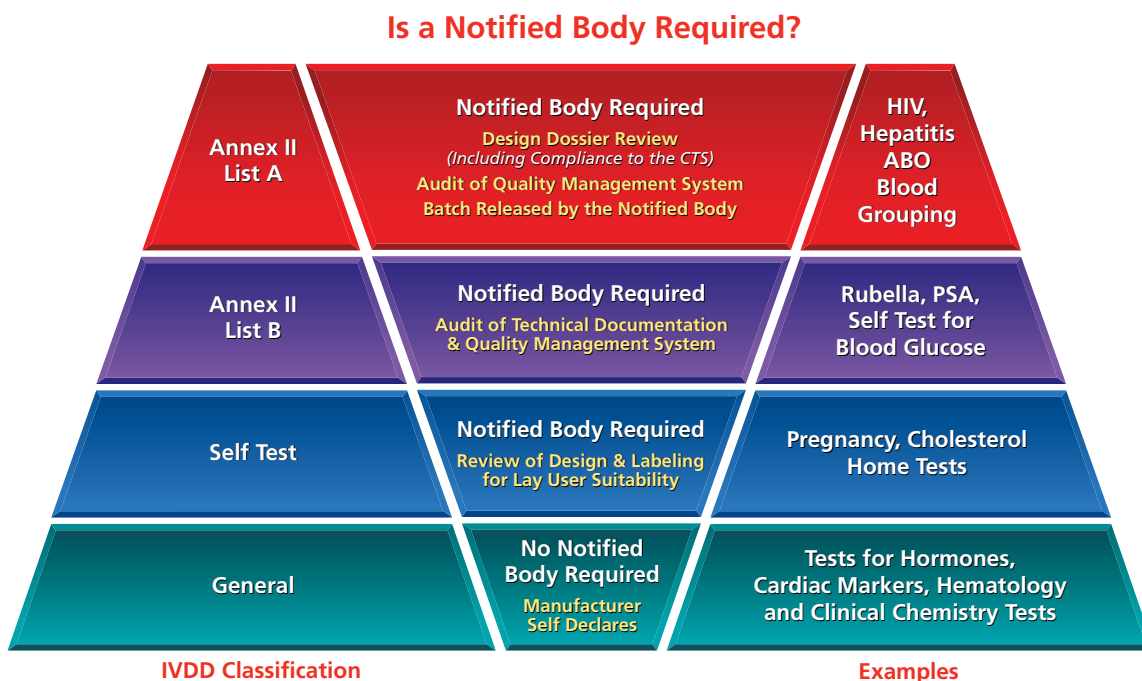 Is a Notified Body Required?
Annex II
List A
Notified Body Required
Design Dossier Review
(Including Compliance to the CTS)
Audit of Quality Management System
Batch Released by the Notified Body
HIV,
Hepatitis
ABO
Blood
Grouping
Annex II
List B
Notified Body Required
Audit of Technical Documentation
& Quality Management System
Rubella, PSA,
Self Test for
Blood Glucose
Self Test
Notified Body Required
Review of Design & Labeling
for Lay User Suitability
Pregnancy, Cholesterol
Home Tests
General
No Notified
Body Required
Manufacturer
Self Declares
Tests for Hormones,
Cardiac Markers, Hematology
and Clinical Chemistry Tests
IVDD Classification
Examples